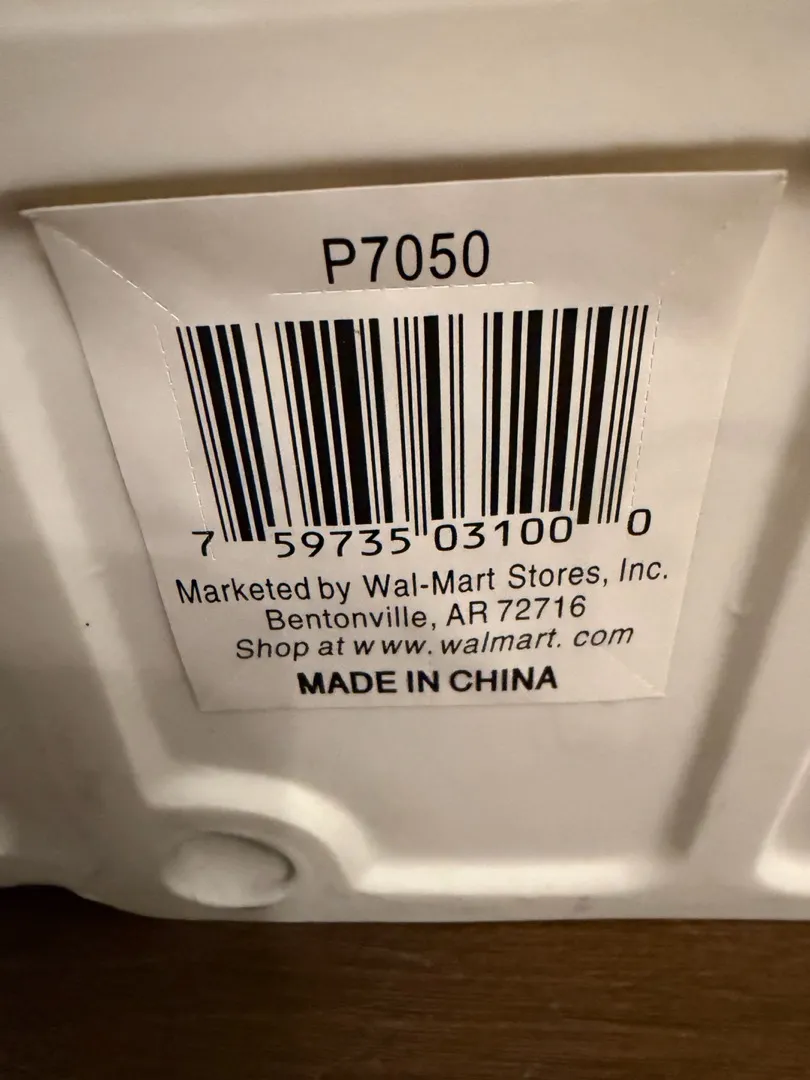 P7050
7 59735 03100 0
Marketed by Wal-Mart Stores, Inc.
Bentonville, AR 72716
Shop at www.walmart.com
MADE IN CHINA